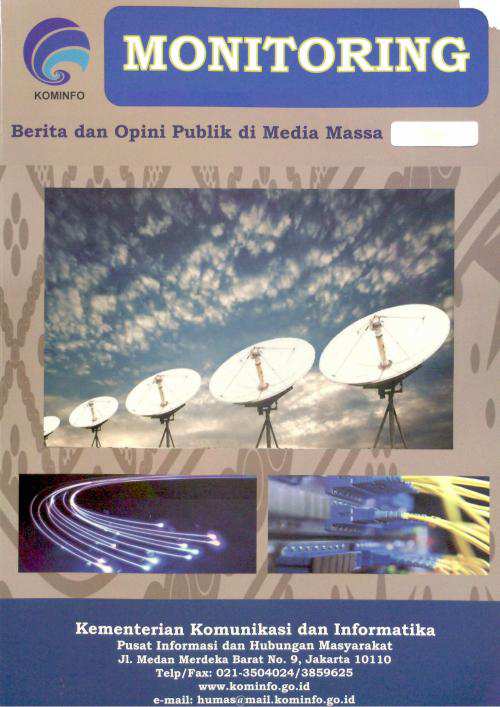 MONITORING
KOMINFO
Berita dan Opini Publik di Media Massa
Kementerian Komunikasi dan Informatika
Pusat Informasi dan Hubungan Masyarakat
Jl. Medan Merdeka Barat No. 9, Jakarta 10110
Telp/Fax: 021-3504024/3859625
www.kominfo.go.id
e-mail: humas@mail.kominfo.go.id